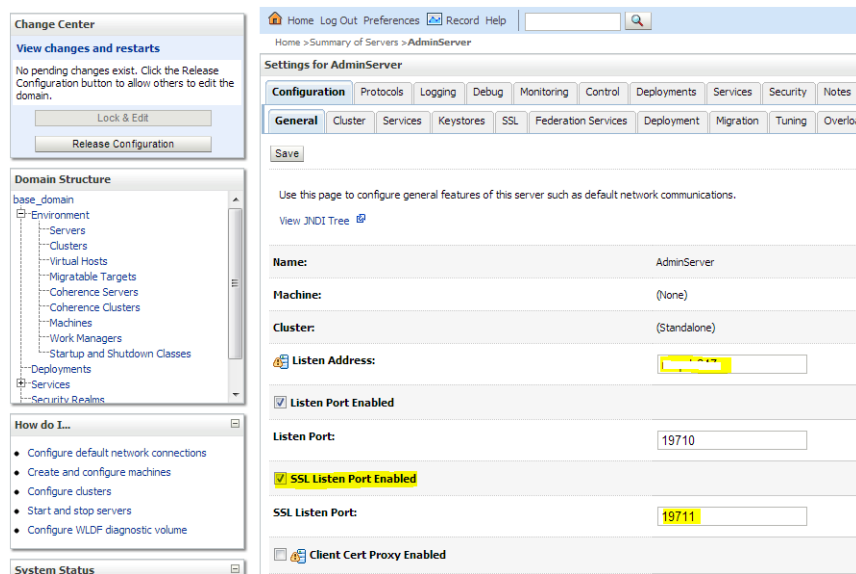 Change Center
View changes and restarts
No pending changes exist. Click the Release
Configuration button to allow others to edit the
domain.
Lock & Edit
Release Configuration
Domain Structure
base_domain
Environment
Servers
Clusters
Virtual Hosts
Migratable Targets
Coherence Servers
Coherence Clusters
Machines
Work Managers
Startup and Shutdown Classes
Deployments
Services
Security Realms
How do I...
Configure default network connections
Create and configure machines
Configure clusters
Start and stop servers
Configure WLDF diagnostic volume
System Status
Home Log Out Preferences Record Help
Home >Summary of Servers >AdminServer
Settings for AdminServer
Configuration Protocols Logging Debug Monitoring Control Deployments Services Security Notes
General Cluster Services Keystores SSL Federation Services Deployment Migration Tuning
Save
Use this page to configure general features of this server such as default network communications.
View JNDI Tree
Name: AdminServer
Machine: (None)
Cluster: (Standalone)
Listen Address:
Listen Port Enabled
Listen Port: 19710
SSL Listen Port Enabled
SSL Listen Port: 19711
Client Cert Proxy Enabled